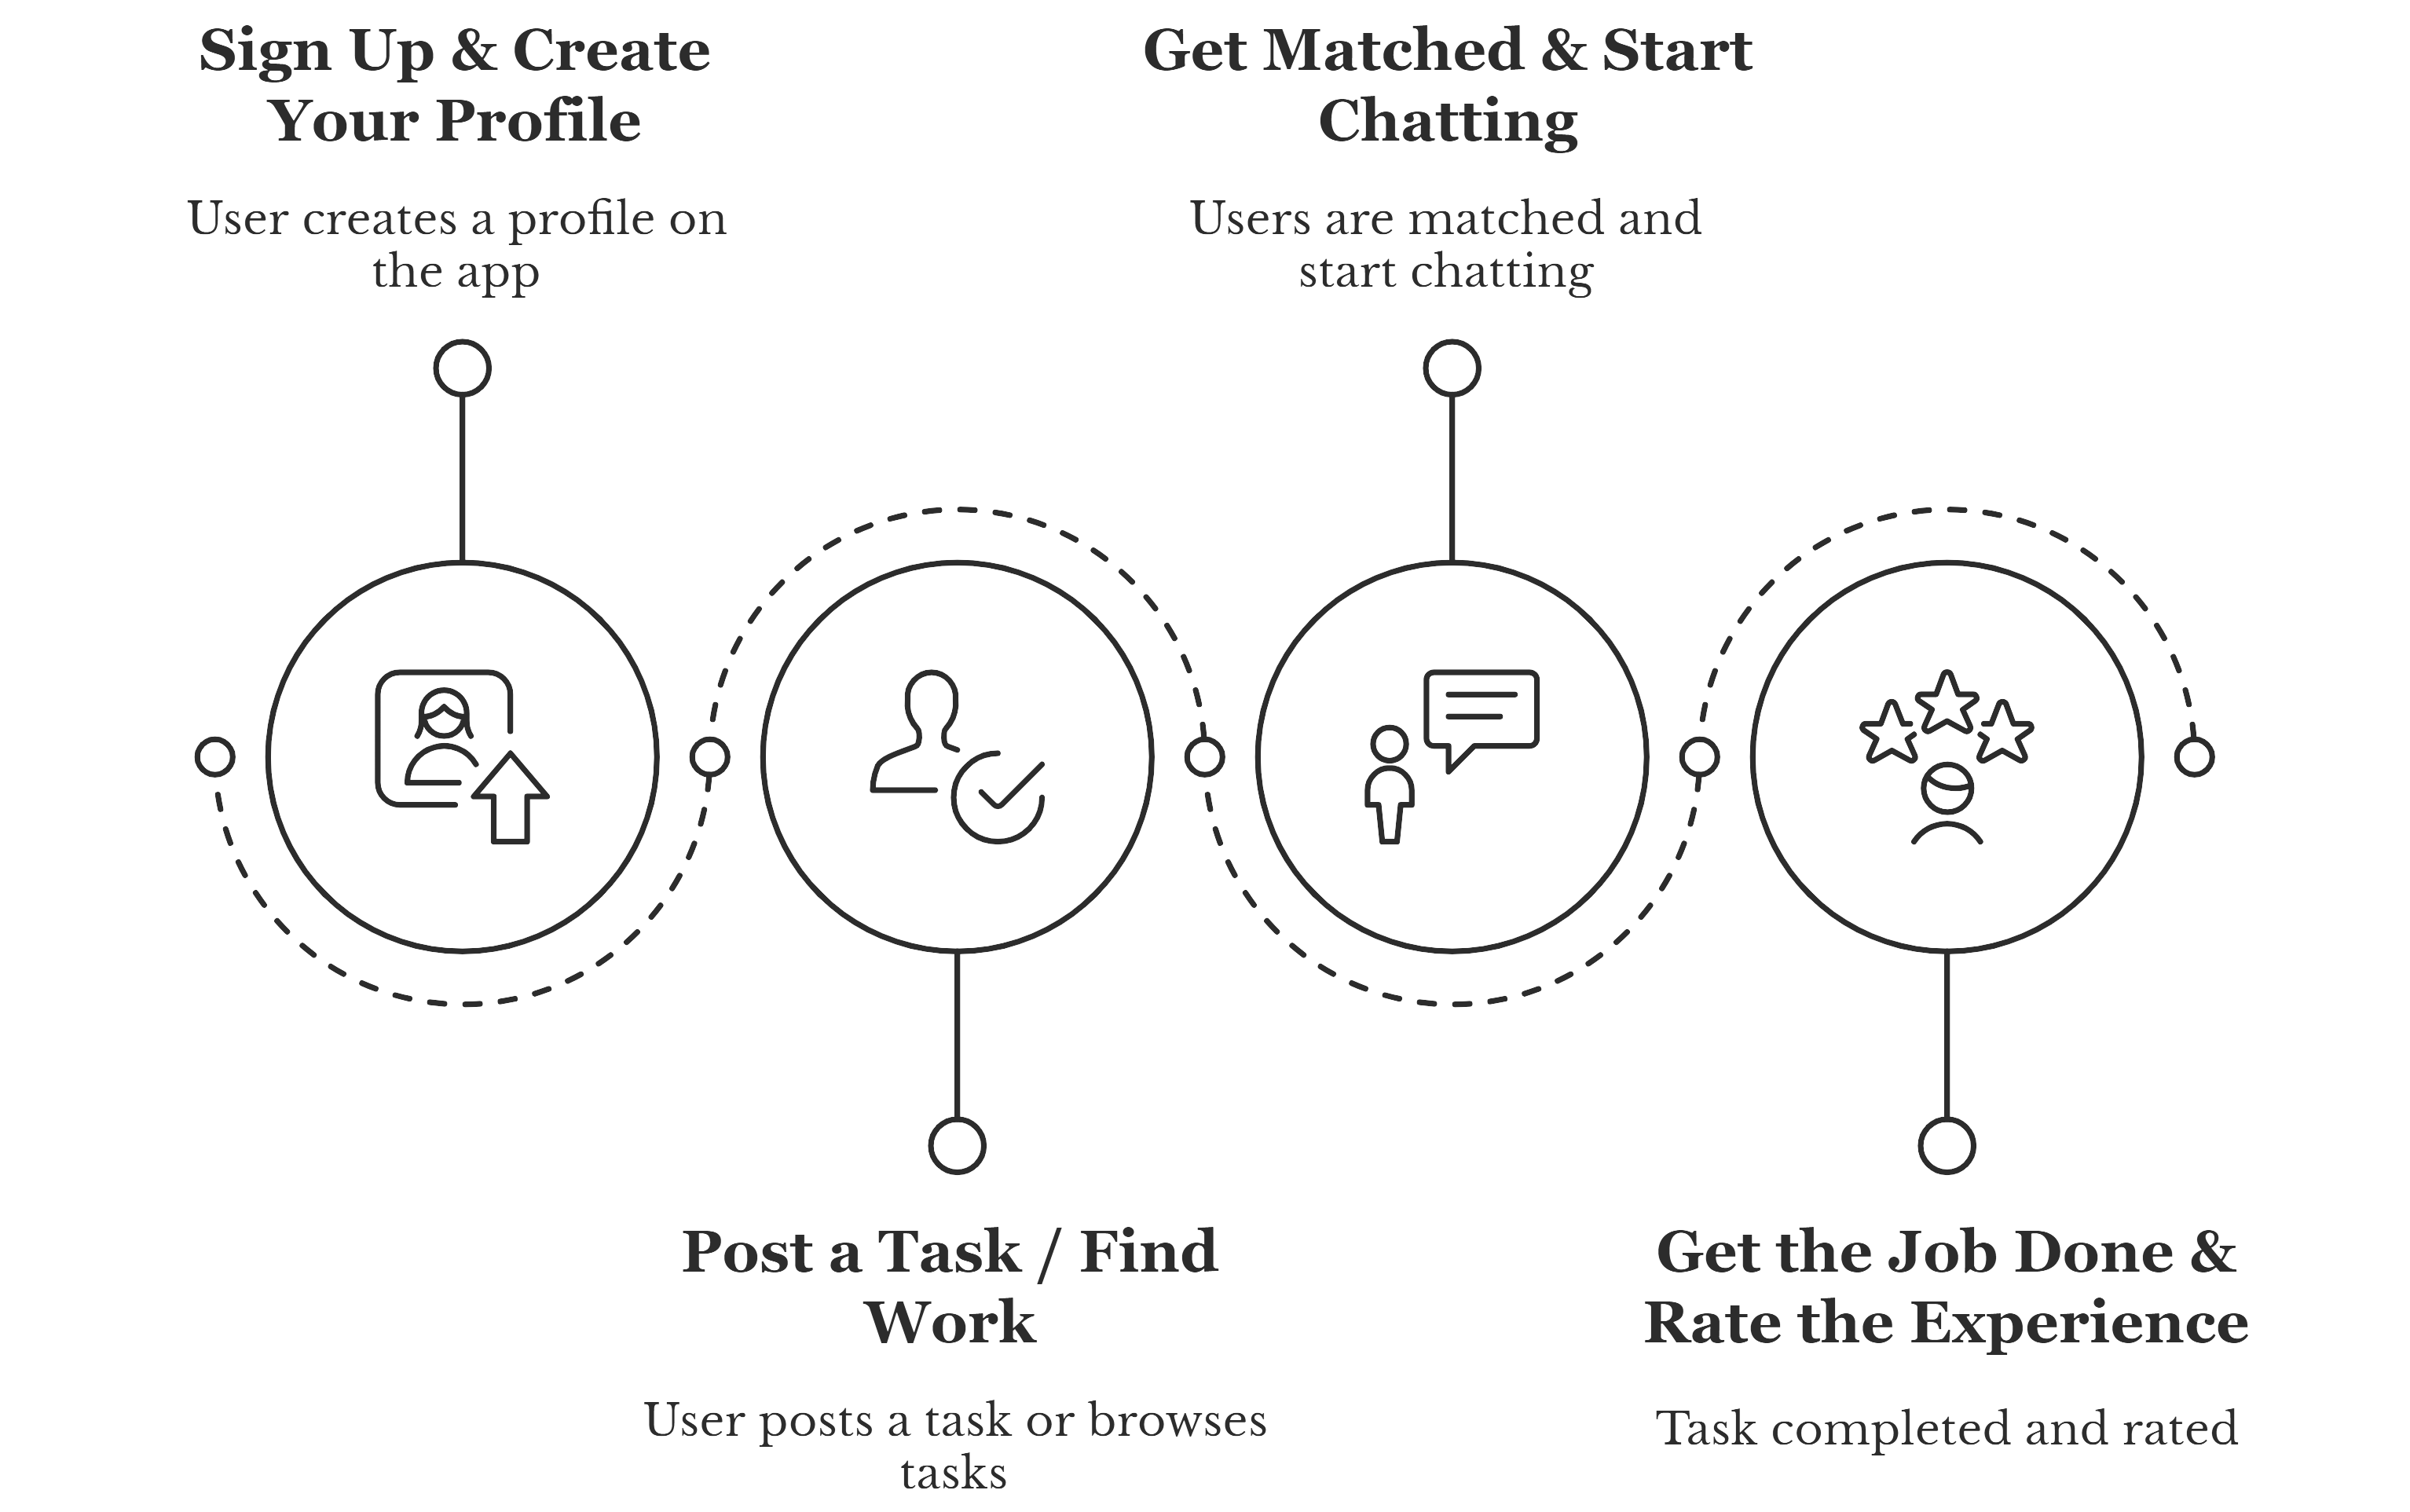 Sign Up & Create
Your Profile
User creates a profile on
the app
Post a Task / Find
Work
User posts a task or browses
tasks
Get Matched & Start
Chatting
Users are matched and
start chatting
Get the Job Done &
Rate the Experience
Task completed and rated